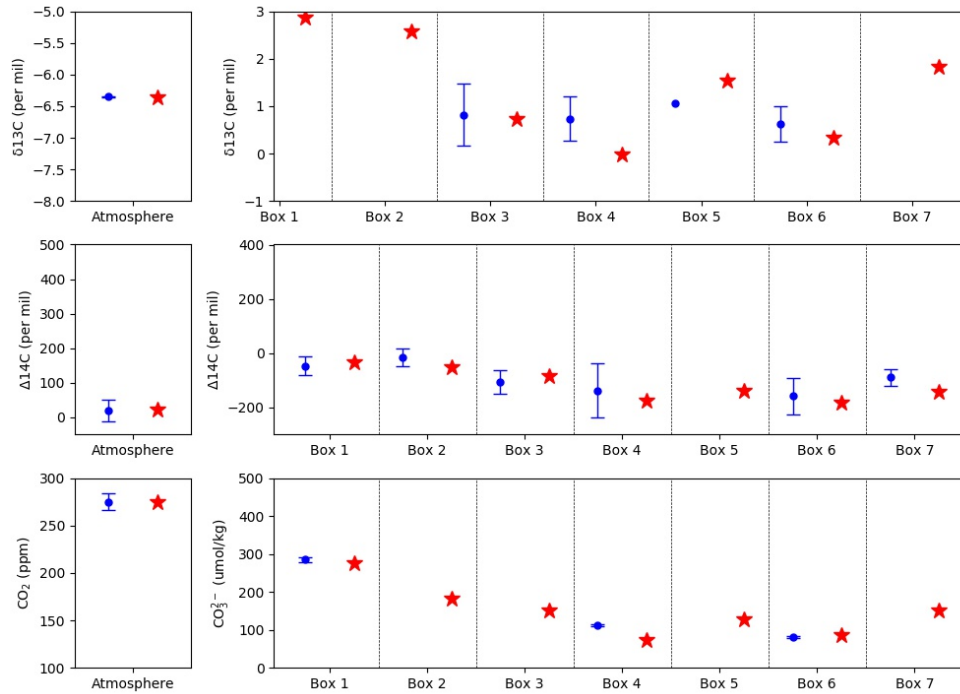 δ13C (per mil)
−5.0
−5.5
−6.0
−6.5
−7.0
−7.5
−8.0
Atmosphere
δ13C (per mil)
3
2
1
0
−1
Box 1 Box 2 Box 3 Box 4 Box 5 Box 6 Box 7
Δ14C (per mil)
500
400
300
200
100
0
Atmosphere
Δ14C (per mil)
400
200
0
−200
Box 1 Box 2 Box 3 Box 4 Box 5 Box 6 Box 7
CO₂ (ppm)
300
250
200
150
100
Atmosphere
CO₃²⁻ (umol/kg)
500
400
300
200
100
0
Box 1 Box 2 Box 3 Box 4 Box 5 Box 6 Box 7